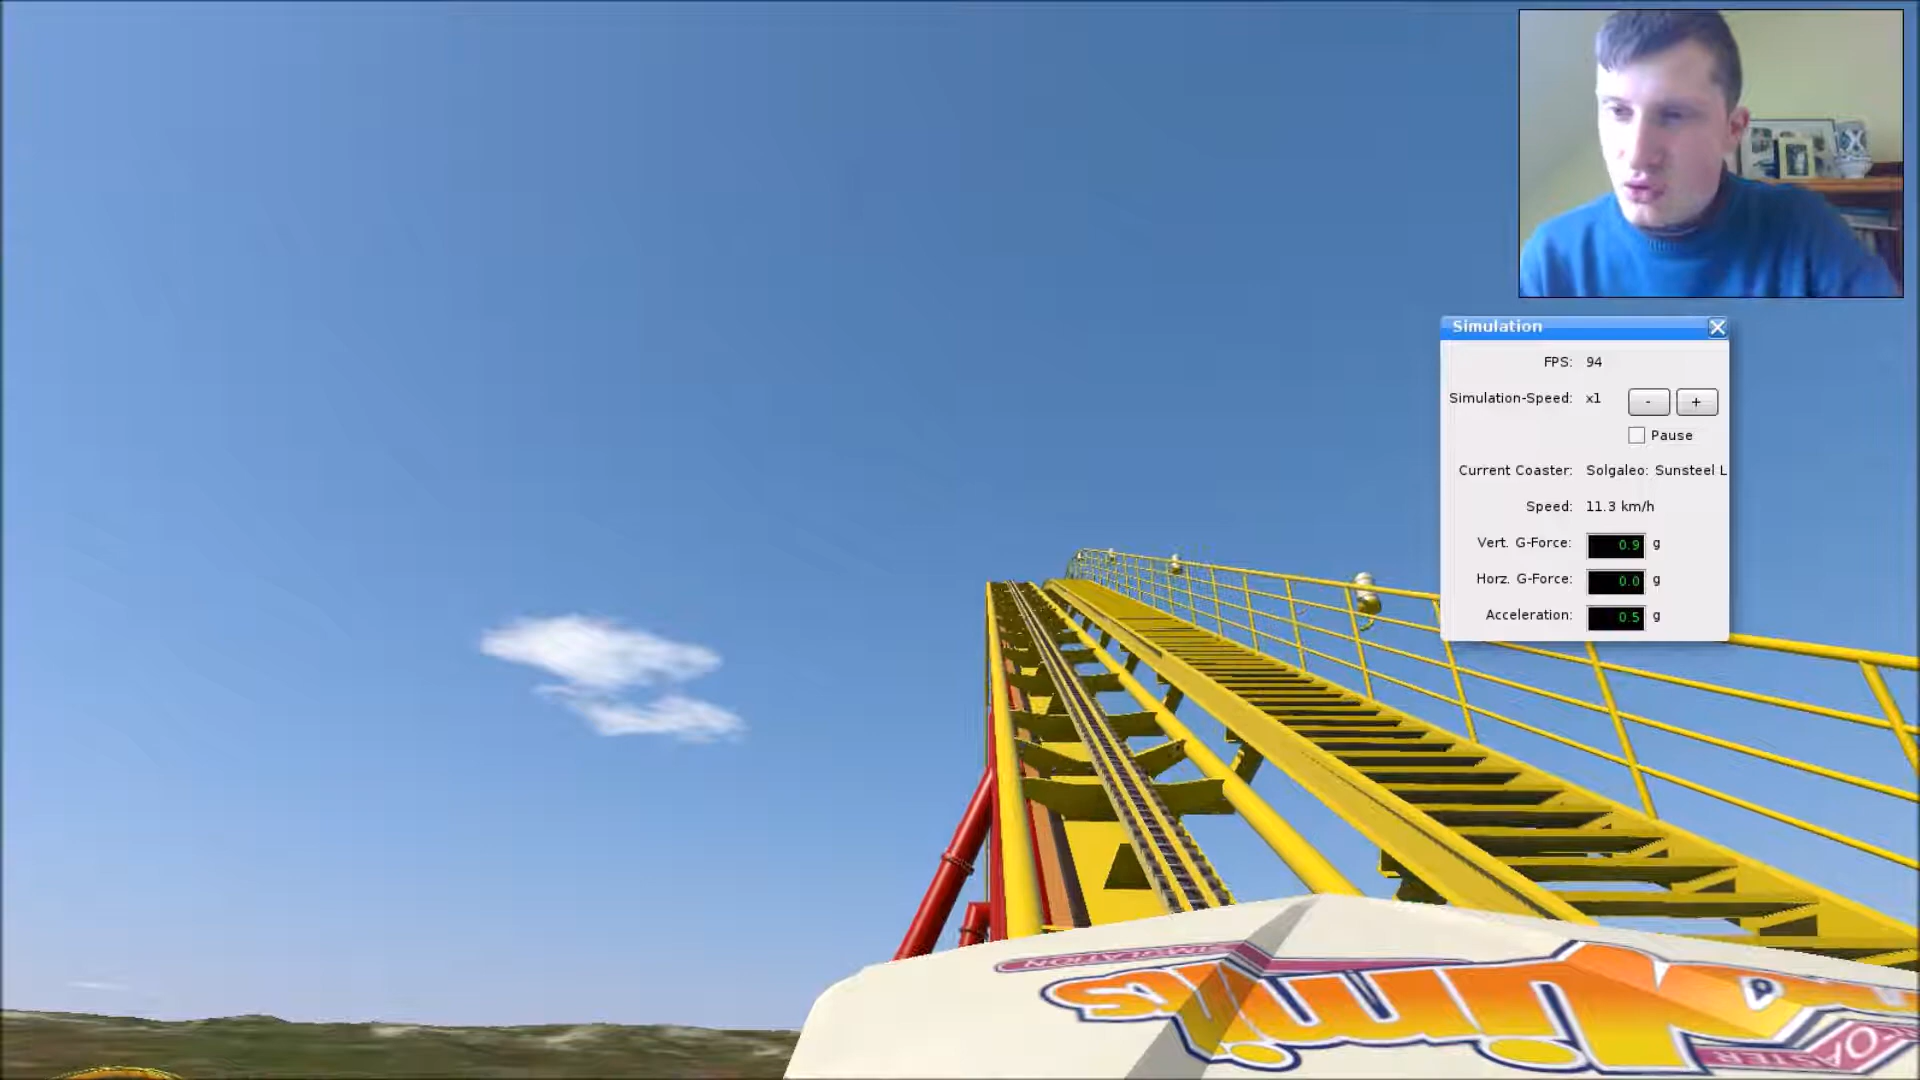 Simulation
FPS: 94
Simulation-Speed: x1 - +
Pause
Current Coaster: Solgaleo: Sunsteel L
Speed: 11.3 km/h
Vert. G-Force: 0.9 g
Horz. G-Force: 0.0 g
Acceleration: 0.5 g
SIMULATION